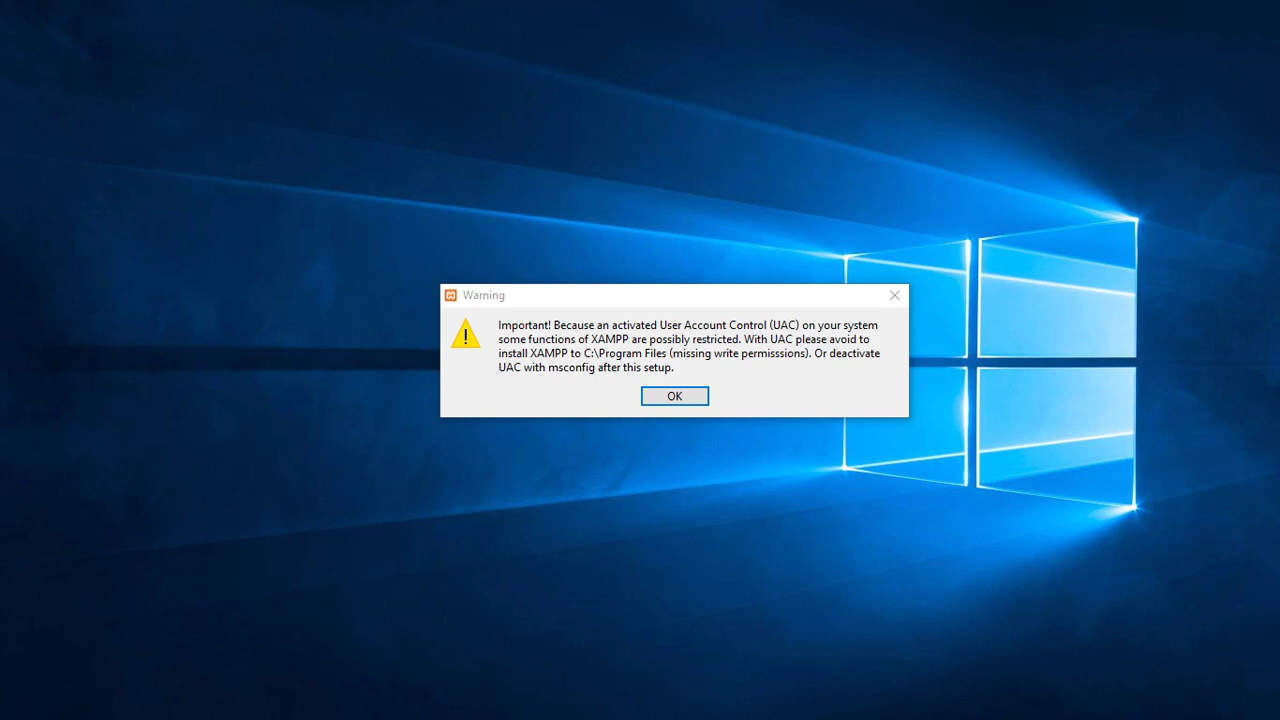 Warning
Important! Because an activated User Account Control (UAC) on your system
some functions of XAMPP are possibly restricted. With UAC please avoid to
install XAMPP to C:\Program Files (missing write permisssions). Or deactivate
UAC with msconfig after this setup.
OK